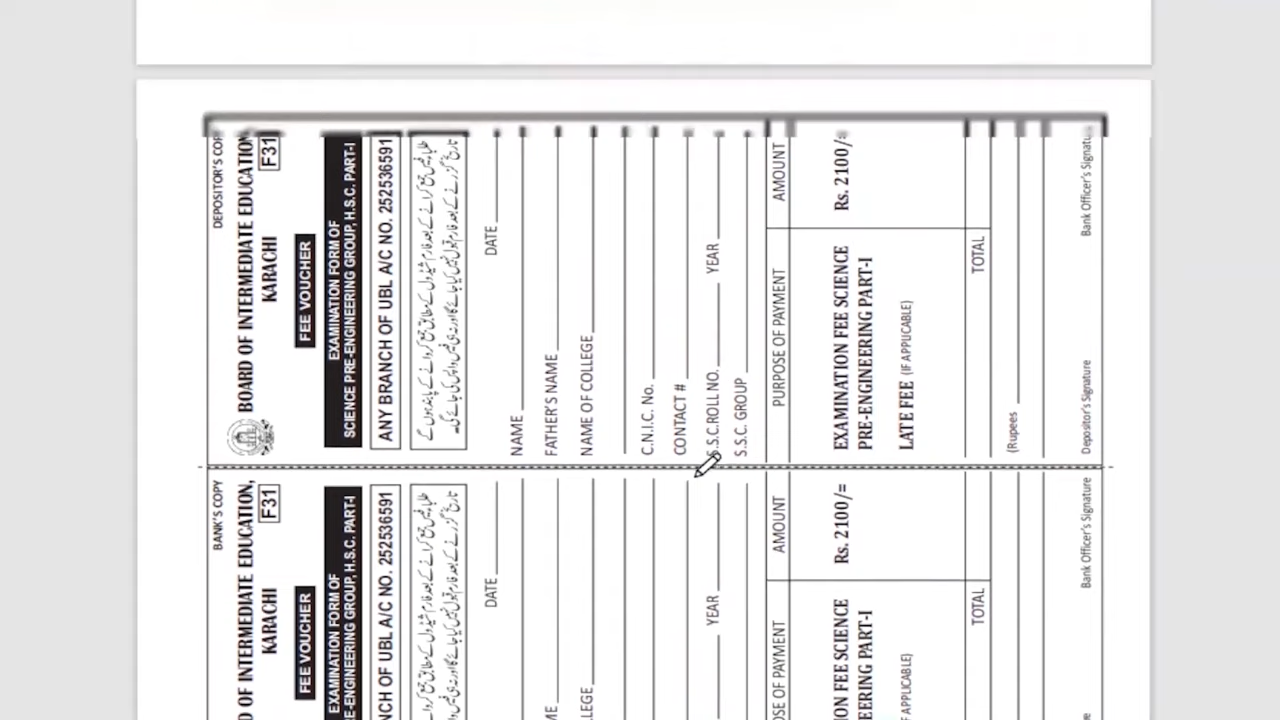 DEPOSITOR'S COP
BOARD OF INTERMEDIATE EDUCATION
KARACHI
F31
FEE VOUCHER
EXAMINATION FORM OF
SCIENCE PRE-ENGINEERING GROUP, H.S.C. PART-I
ANY BRANCH OF UBL A/C NO. 252536591
DATE
NAME
FATHER'S NAME
NAME OF COLLEGE
C.N.I.C. No.
CONTACT #
S.S.C.ROLL NO. YEAR
S.S.C. GROUP
PURPOSE OF PAYMENT AMOUNT
EXAMINATION FEE SCIENCE Rs. 2100/=
PRE-ENGINEERING PART-I
LATE FEE (IF APPLICABLE)
TOTAL
(Rupees
Depositor's Signature Bank Officer's Signatur
BANK'S COPY
D OF INTERMEDIATE EDUCATION,
KARACHI
F31
FEE VOUCHER
EXAMINATION FORM OF
E-ENGINEERING GROUP, H.S.C. PART-I
NCH OF UBL A/C NO. 252536591
DATE
ME
LLEGE
YEAR
SE OF PAYMENT AMOUNT
ION FEE SCIENCE Rs. 2100/=
EERING PART-I
F APPLICABLE)
TOTAL
Bank Officer's Signature